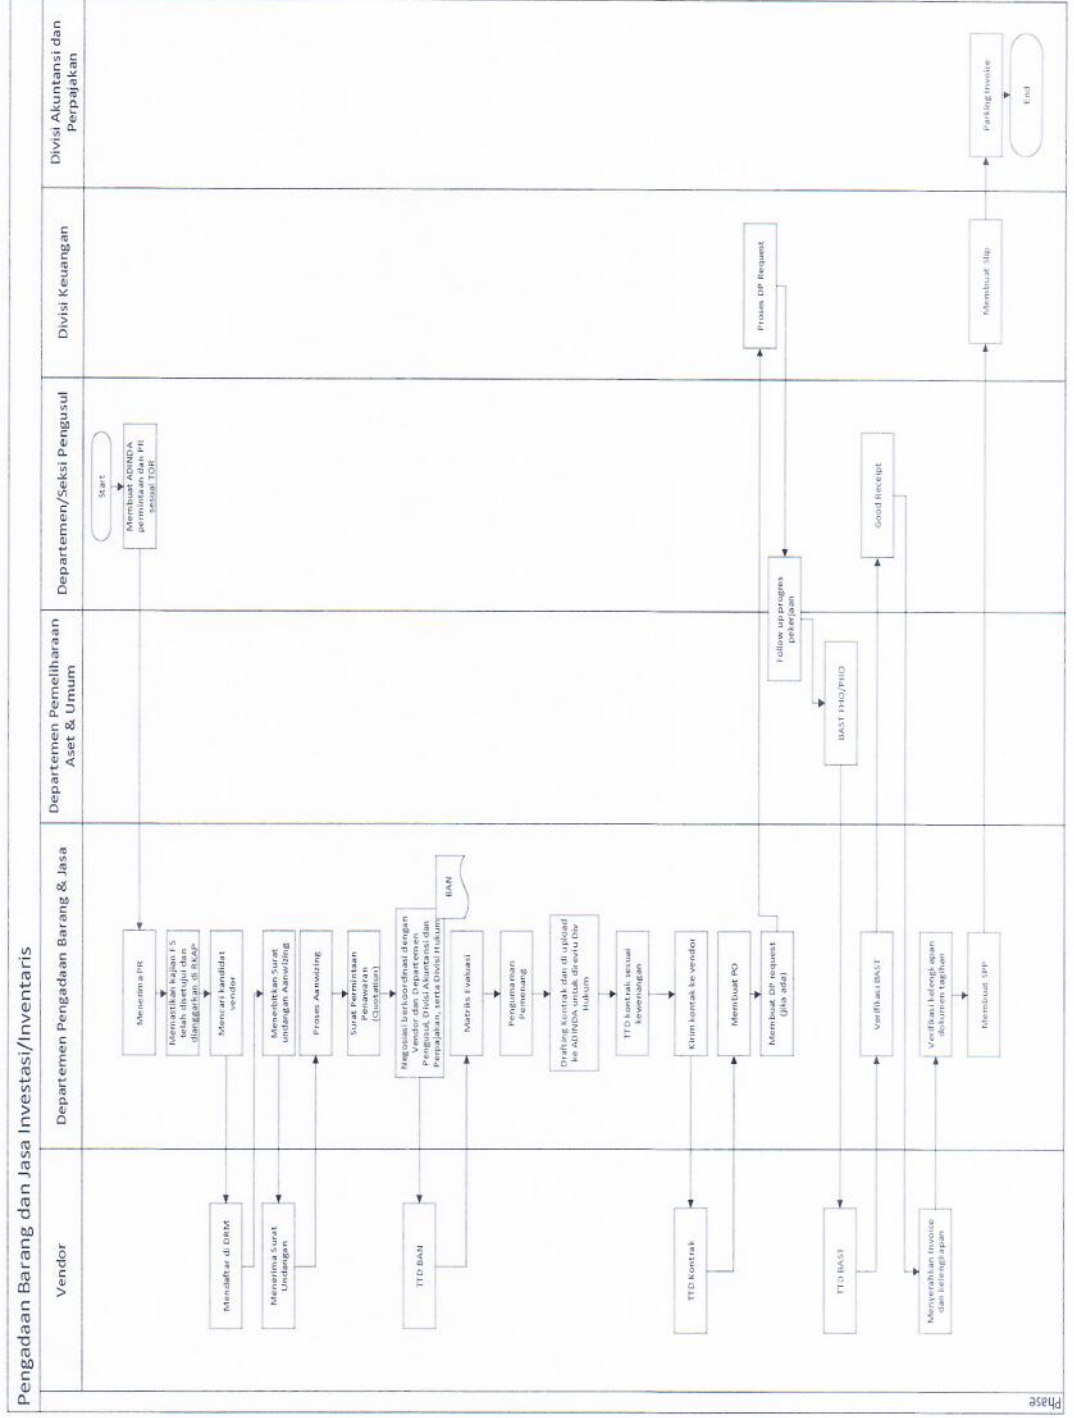 Pengadaan Barang dan Jasa Investasi/Inventaris
Vendor
Departemen Pengadaan Barang & Jasa
Departemen Pemeliharaan
Aset & Umum
Departemen/Seksi Pengusul
Divisi Keuangan
Divisi Akuntansi dan
Perpajakan
Start
Membuat ADINDA
permintaan dan PR
sesuai TOR
Menerima PR
Memastikan kajian FS
telah disetujui dan
dianggarkan di RKAP
Mencari kandidat
vendor
Mendaftar di DRM
Menerbitkan Surat
undangan Aanwizing
Menerima Surat
Undangan
Proses Aanwizing
Surat Permintaan
Penawaran
(Quotation)
Negosiasi berkoordinasi dengan
Vendor dan Departemen
Pengusul, Divisi Akuntansi dan
Perpajakan, serta Divisi Hukum
BAN
TTD BAN
Matriks Evaluasi
Pengumuman
Pemenang
Drafting Kontrak dan di upload
ke ADINDA untuk direviu Div
Hukum
TTD kontrak sesuai
kewenangan
Kirim kontak ke vendor
TTD Kontrak
Membuat PO
Membuat DP request
(jika ada)
Proses DP Request
Follow up progres
pekerjaan
BAST FHO/PHO
TTD BAST
Verifikasi BAST
Good Receipt
Menyerahkan Invoice
dan kelengkapan
Verifikasi kelengkapan
dokumen tagihan
Membuat SPP
Membuat Slip
Parking Invoice
End
Phase